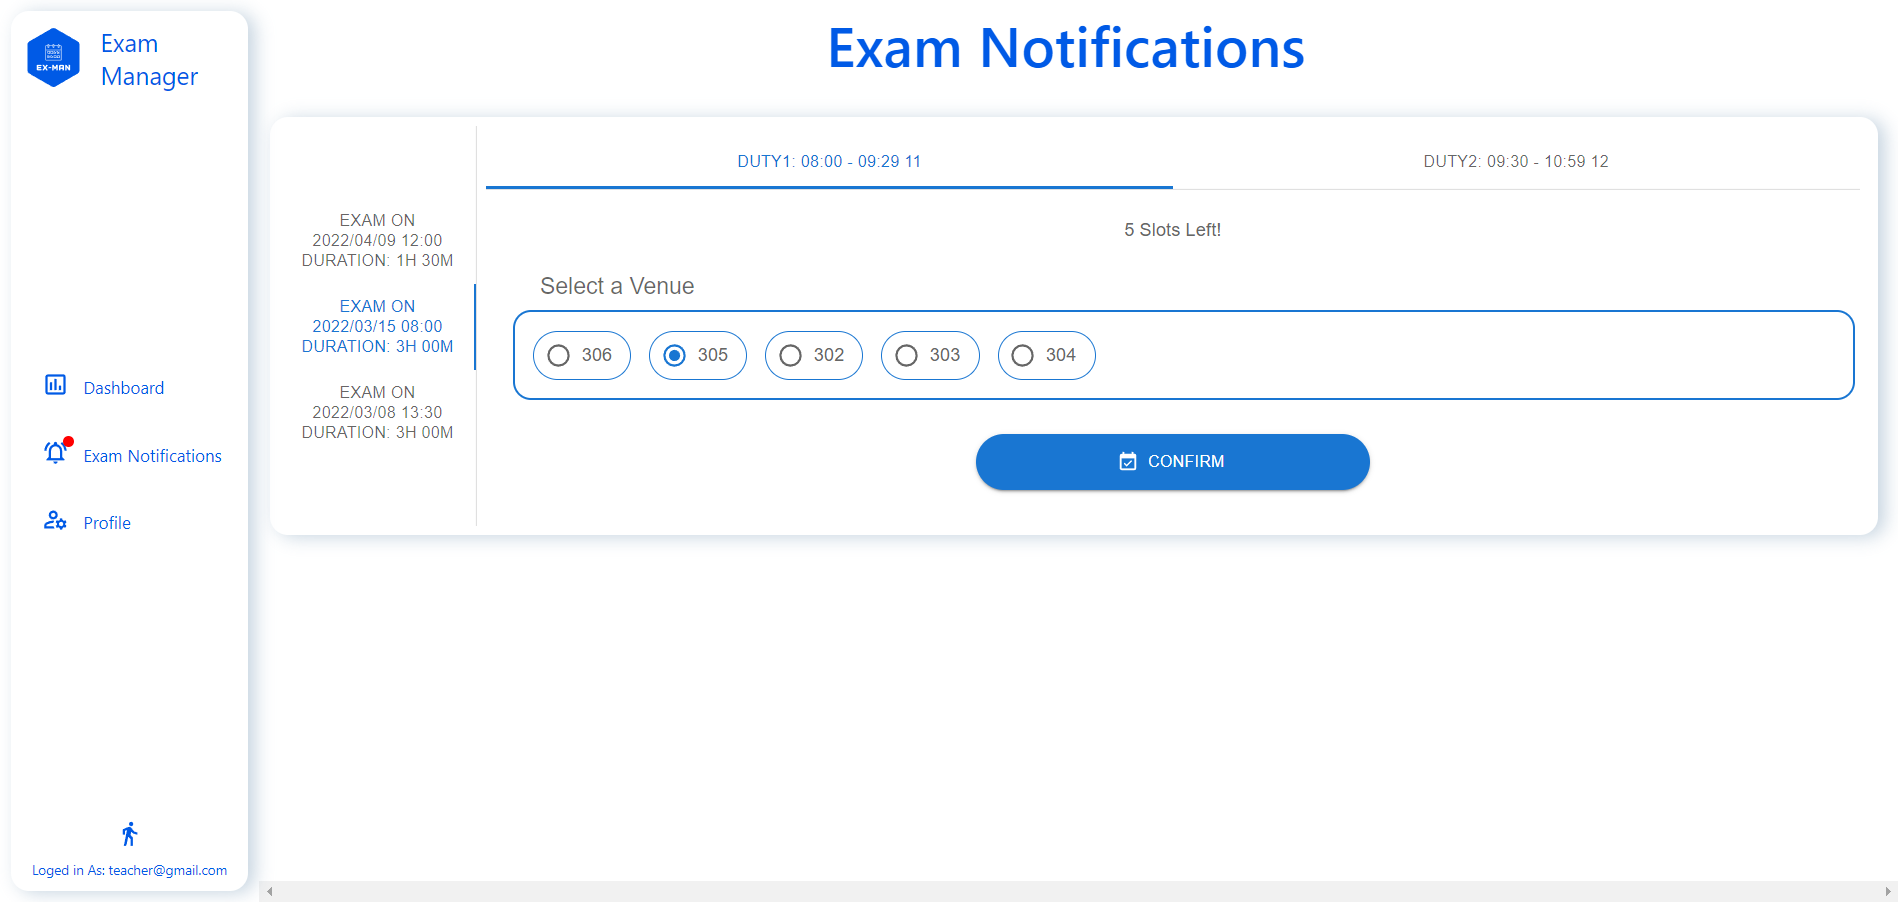 EX-MAN
Exam
Manager
Dashboard
Exam Notifications
Profile
Loged in As: teacher@gmail.com
Exam Notifications
EXAM ON
2022/04/09 12:00
DURATION: 1H 30M
EXAM ON
2022/03/15 08:00
DURATION: 3H 00M
EXAM ON
2022/03/08 13:30
DURATION: 3H 00M
DUTY1: 08:00 - 09:29 11
DUTY2: 09:30 - 10:59 12
5 Slots Left!
Select a Venue
306
305
302
303
304
CONFIRM